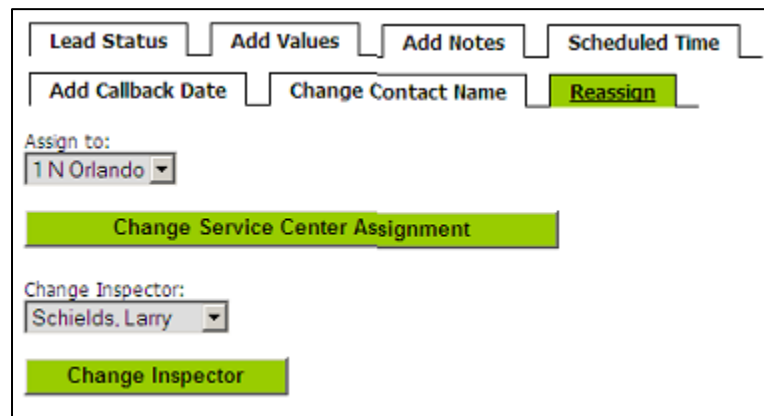 Lead Status Add Values Add Notes Scheduled Time
Add Callback Date Change Contact Name Reassign
Assign to:
1 N Orlando
Change Service Center Assignment
Change Inspector:
Schields, Larry
Change Inspector